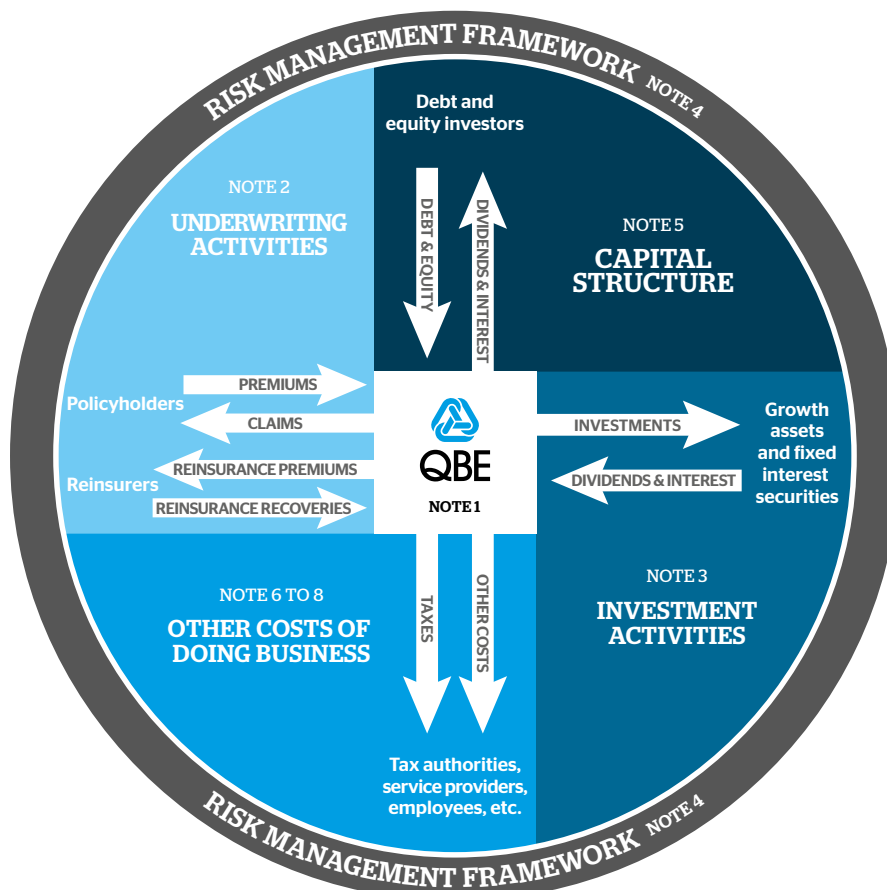 RISK MANAGEMENT FRAMEWORK NOTE 4
Debt and
equity investors
NOTE 2
UNDERWRITING
ACTIVITIES
DEBT & EQUITY
DIVIDENDS & INTEREST
NOTE 5
CAPITAL
STRUCTURE
Policyholders
PREMIUMS
CLAIMS
Reinsurers
REINSURANCE PREMIUMS
REINSURANCE RECOVERIES
QBE
NOTE 1
INVESTMENTS
DIVIDENDS & INTEREST
Growth
assets
and fixed
interest
securities
NOTE 6 TO 8
OTHER COSTS OF
DOING BUSINESS
TAXES
OTHER COSTS
NOTE 3
INVESTMENT
ACTIVITIES
Tax authorities,
service providers,
employees, etc.
RISK MANAGEMENT FRAMEWORK NOTE 4